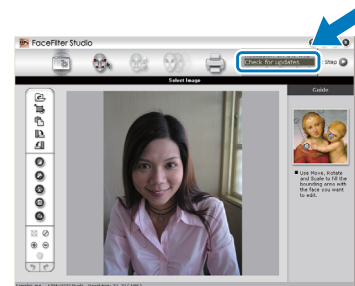 FaceFilter Studio
Check for updates
Step
Select Image
Guide
Use Move, Rotate
and Scale to fill the
bounding area with
the face you want
to edit.